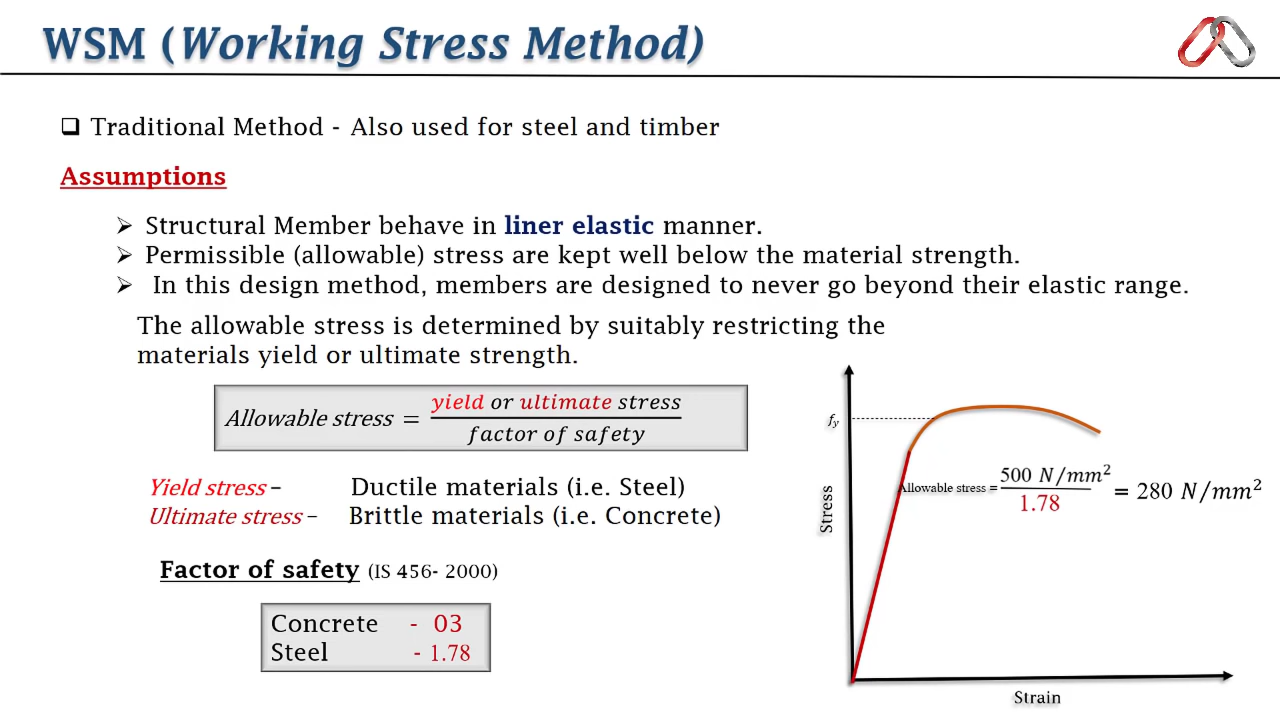 WSM (Working Stress Method)
❑ Traditional Method - Also used for steel and timber
Assumptions
➢ Structural Member behave in liner elastic manner.
➢ Permissible (allowable) stress are kept well below the material strength.
➢ In this design method, members are designed to never go beyond their elastic range.
The allowable stress is determined by suitably restricting the
materials yield or ultimate strength.
Allowable stress = yield or ultimate stress / factor of safety
Yield stress – Ductile materials (i.e. Steel)
Ultimate stress – Brittle materials (i.e. Concrete)
Factor of safety (IS 456- 2000)
Concrete - 03
Steel - 1.78
fy
Stress
Allowable stress = 500 N/mm² / 1.78 = 280 N/mm²
Strain